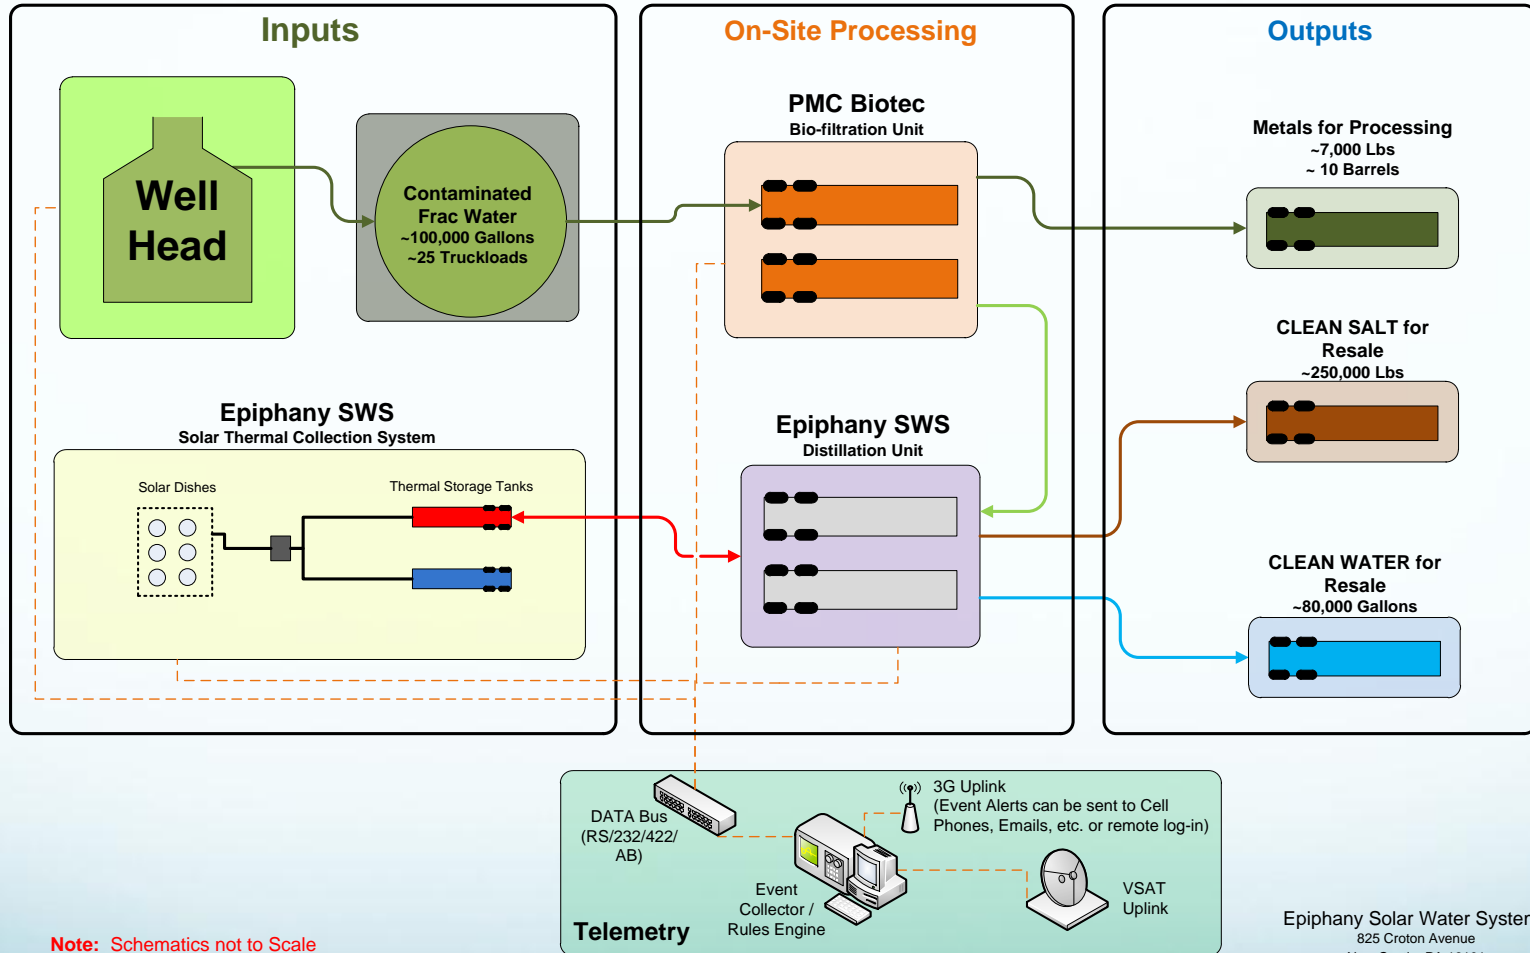 Inputs
On-Site Processing
Outputs
Well
Head
Contaminated
Frac Water
~100,000 Gallons
~25 Truckloads
PMC Biotec
Bio-filtration Unit
Metals for Processing
~7,000 Lbs
~ 10 Barrels
CLEAN SALT for
Resale
~250,000 Lbs
Epiphany SWS
Solar Thermal Collection System
Solar Dishes
Thermal Storage Tanks
Epiphany SWS
Distillation Unit
CLEAN WATER for
Resale
~80,000 Gallons
DATA Bus
(RS/232/422/
AB)
3G Uplink
(Event Alerts can be sent to Cell
Phones, Emails, etc. or remote log-in)
Event
Collector /
Rules Engine
VSAT
Uplink
Telemetry
Note: Schematics not to Scale
Epiphany Solar Water System
825 Croton Avenue